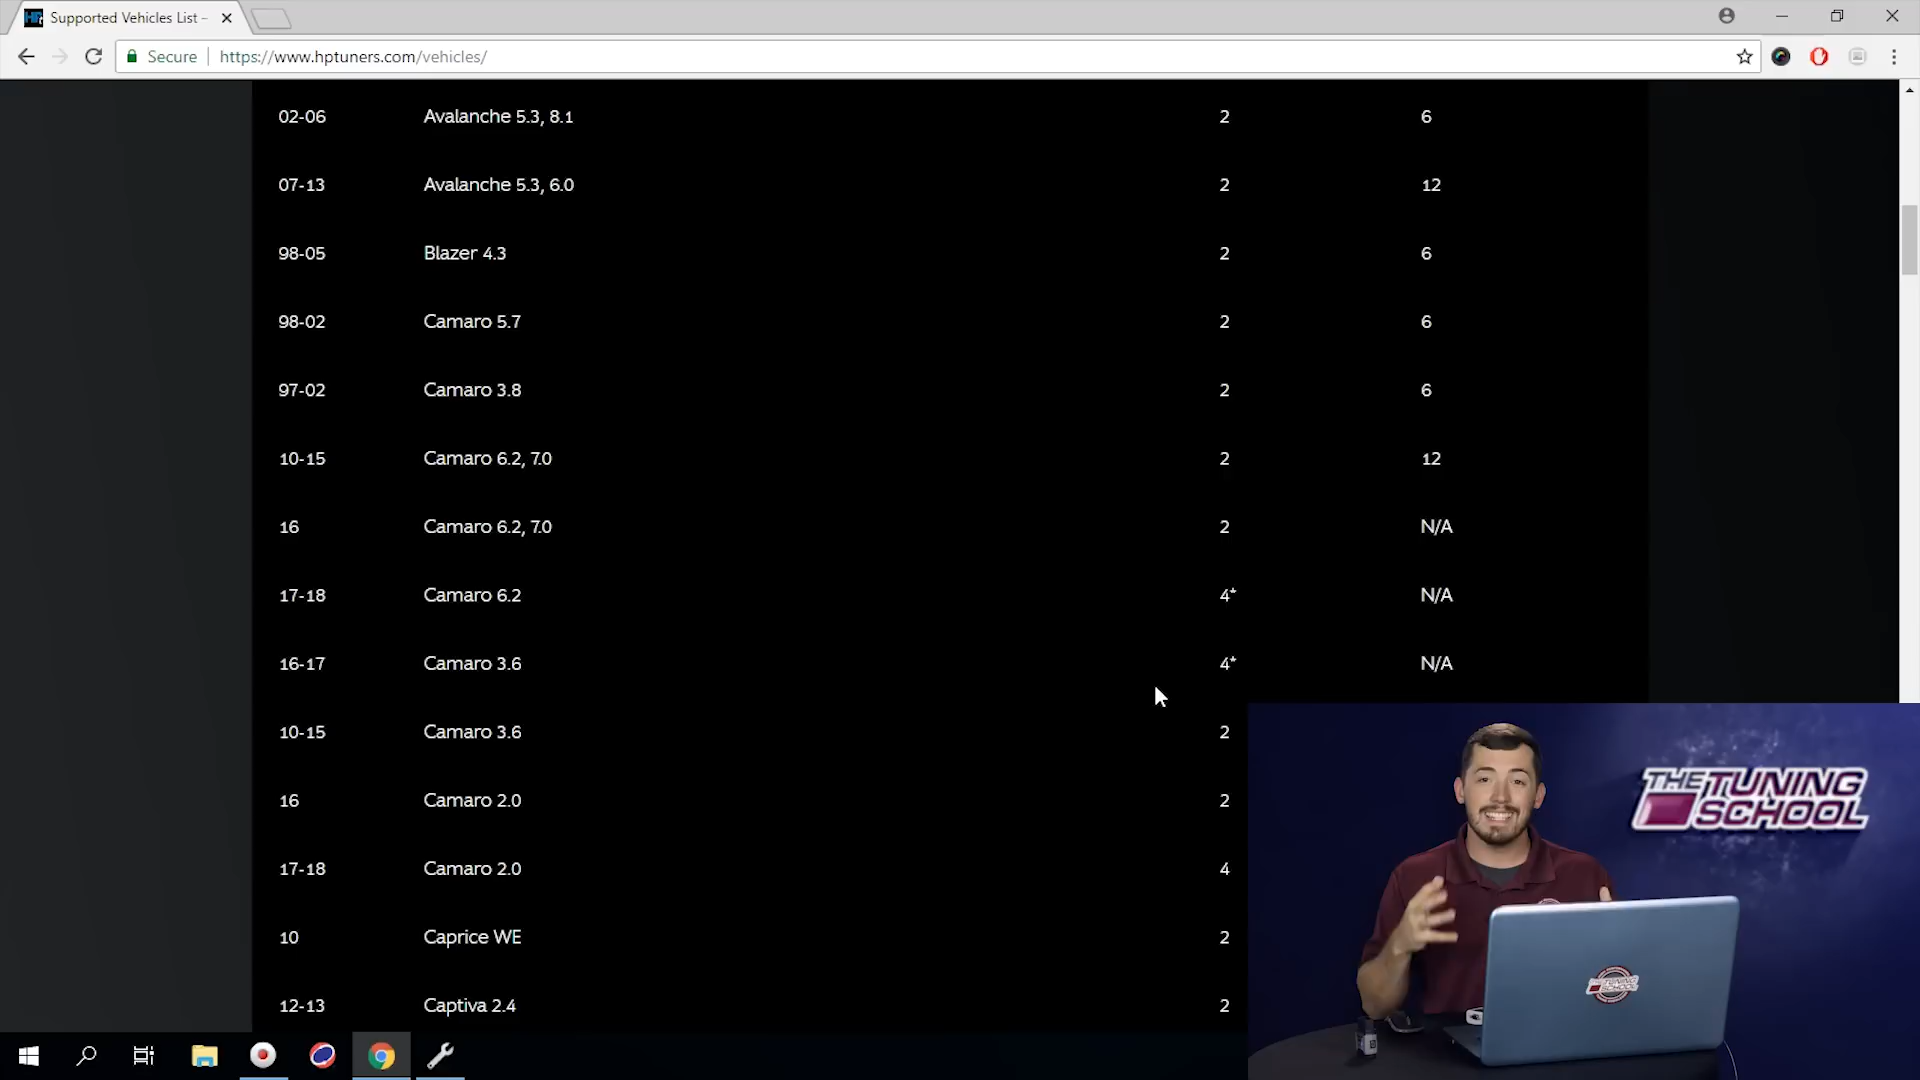 Supported Vehicles List –
Secure
https://www.hptuners.com/vehicles/
02-06 Avalanche 5.3, 8.1 2 6
07-13 Avalanche 5.3, 6.0 2 12
98-05 Blazer 4.3 2 6
98-02 Camaro 5.7 2 6
97-02 Camaro 3.8 2 6
10-15 Camaro 6.2, 7.0 2 12
16 Camaro 6.2, 7.0 2 N/A
17-18 Camaro 6.2 4* N/A
16-17 Camaro 3.6 4* N/A
10-15 Camaro 3.6 2
16 Camaro 2.0 2
17-18 Camaro 2.0 4
10 Caprice WE 2
12-13 Captiva 2.4 2
THE TUNING
SCHOOL